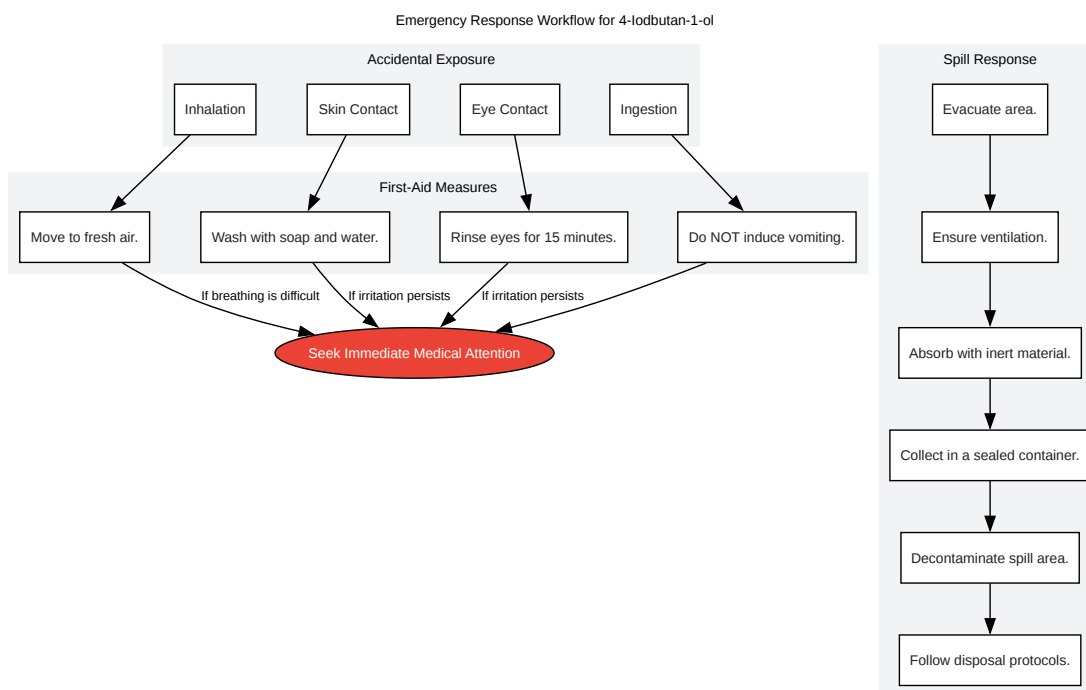 Emergency Response Workflow for 4-Iodbutan-1-ol
Accidental Exposure
Inhalation
Skin Contact
Eye Contact
Ingestion
First-Aid Measures
Move to fresh air.
Wash with soap and water.
Rinse eyes for 15 minutes.
Do NOT induce vomiting.
If breathing is difficult
If irritation persists
If irritation persists
Seek Immediate Medical Attention
Spill Response
Evacuate area.
Ensure ventilation.
Absorb with inert material.
Collect in a sealed container.
Decontaminate spill area.
Follow disposal protocols.